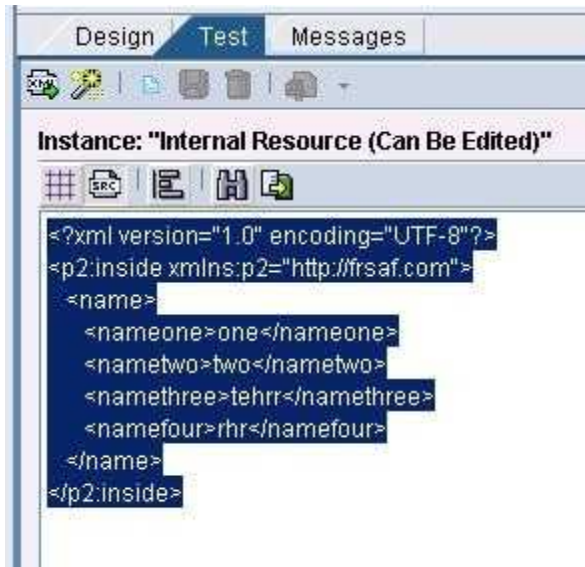 Design Test Messages
XML
Instance: "Internal Resource (Can Be Edited)"
SRC
<?xml version="1.0" encoding="UTF-8"?>
<p2:inside xmlns:p2="http://frsaf.com">
<name>
<nameone>one</nameone>
<nametwo>two</nametwo>
<namethree>tehrr</namethree>
<namefour>rhr</namefour>
</name>
</p2:inside>